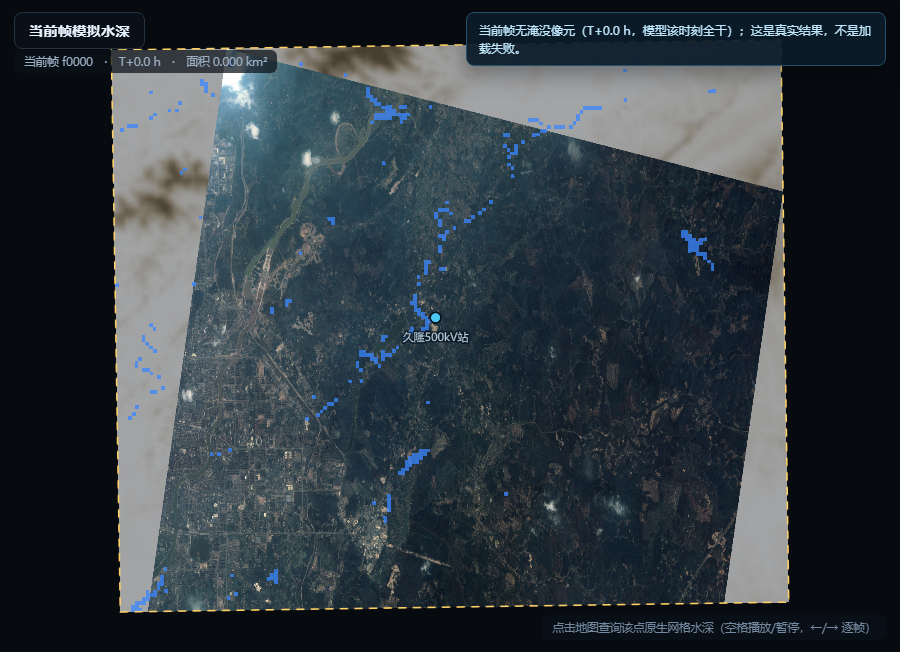 当前帧模拟水深
当前帧 f0000 · T+0.0 h · 面积 0.000 km²
当前帧无淹没像元（T+0.0 h，模型该时刻全干）；这是真实结果，不是加
载失败。
久隆500kV站
点击地图查询该点原生网格水深（空格播放/暂停，←/→ 逐帧）